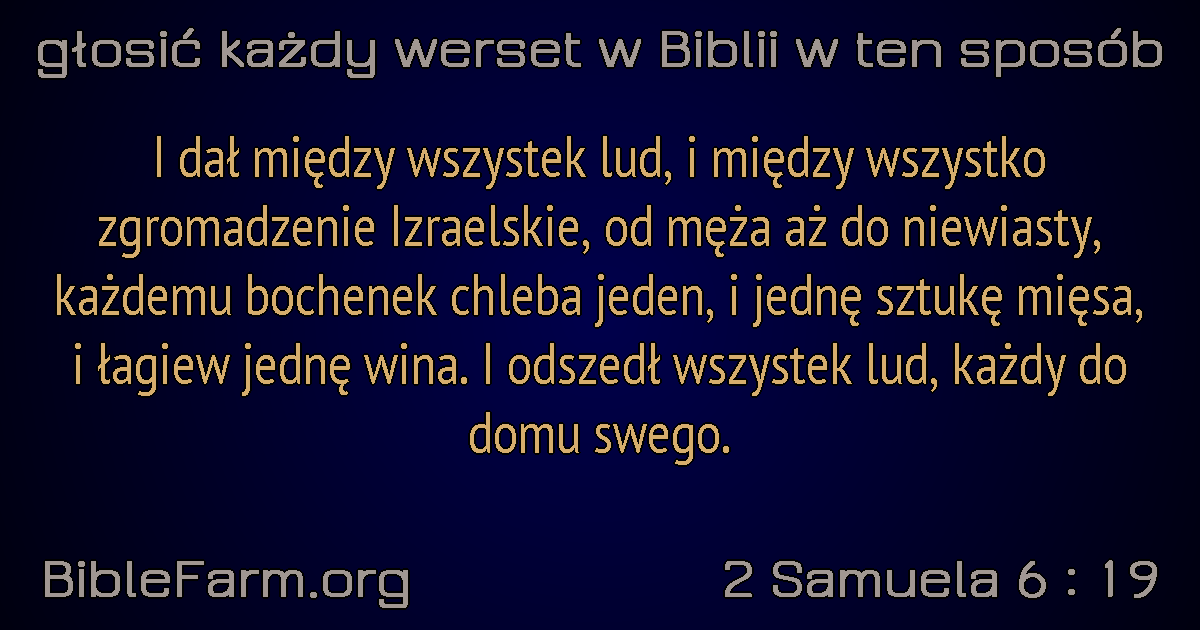 głosić każdy werset w Biblii w ten sposób
I dał między wszystek lud, i między wszystko
zgromadzenie Izraelskie, od męża aż do niewiasty,
każdemu bochenek chleba jeden, i jednę sztukę mięsa,
i łagiew jednę wina. I odszedł wszystek lud, każdy do
domu swego.
BibleFarm.org
2 Samuela 6 : 19